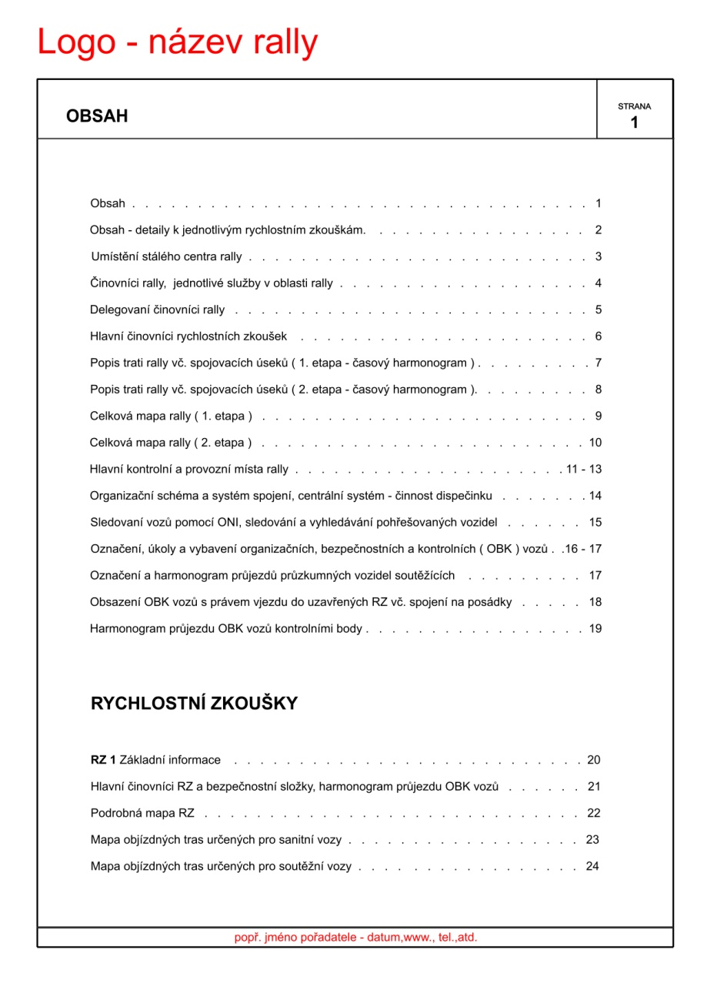 Logo - název rally
OBSAH
STRANA
1
Obsah . . . . . . . . . . . . . . . . . . . . . . . . . . . . . . . . . . . 1
Obsah - detaily k jednotlivým rychlostním zkouškám. . . . . . . . . . . . . . . . . 2
Umístění stálého centra rally . . . . . . . . . . . . . . . . . . . . . . . . . . 3
Činovníci rally, jednotlivé služby v oblasti rally . . . . . . . . . . . . . . . . . . . 4
Delegovaní činovníci rally . . . . . . . . . . . . . . . . . . . . . . . . . . . 5
Hlavní činovníci rychlostních zkoušek . . . . . . . . . . . . . . . . . . . . . . 6
Popis trati rally vč. spojovacích úseků ( 1. etapa - časový harmonogram ) . . . . . . . . . 7
Popis trati rally vč. spojovacích úseků ( 2. etapa - časový harmonogram ). . . . . . . . . 8
Celková mapa rally ( 1. etapa ) . . . . . . . . . . . . . . . . . . . . . . . . . 9
Celková mapa rally ( 2. etapa ) . . . . . . . . . . . . . . . . . . . . . . . . . 10
Hlavní kontrolní a provozní místa rally . . . . . . . . . . . . . . . . . . . . . 11 - 13
Organizační schéma a systém spojení, centrální systém - činnost dispečinku . . . . . . . 14
Sledovaní vozů pomocí ONI, sledování a vyhledávání pohřešovaných vozidel . . . . . . 15
Označení, úkoly a vybavení organizačních, bezpečnostních a kontrolních ( OBK ) vozů . .16 - 17
Označení a harmonogram průjezdů průzkumných vozidel soutěžících . . . . . . . . . 17
Obsazení OBK vozů s právem vjezdu do uzavřených RZ vč. spojení na posádky . . . . . 18
Harmonogram průjezdu OBK vozů kontrolními body . . . . . . . . . . . . . . . . . 19
RYCHLOSTNÍ ZKOUŠKY
RZ 1 Základní informace . . . . . . . . . . . . . . . . . . . . . . . . . . . 20
Hlavní činovníci RZ a bezpečnostní složky, harmonogram průjezdu OBK vozů . . . . . . 21
Podrobná mapa RZ . . . . . . . . . . . . . . . . . . . . . . . . . . . . . 22
Mapa objízdných tras určených pro sanitní vozy . . . . . . . . . . . . . . . . . . 23
Mapa objízdných tras určených pro soutěžní vozy . . . . . . . . . . . . . . . . . 24
popř. jméno pořadatele - datum,www., tel.,atd.